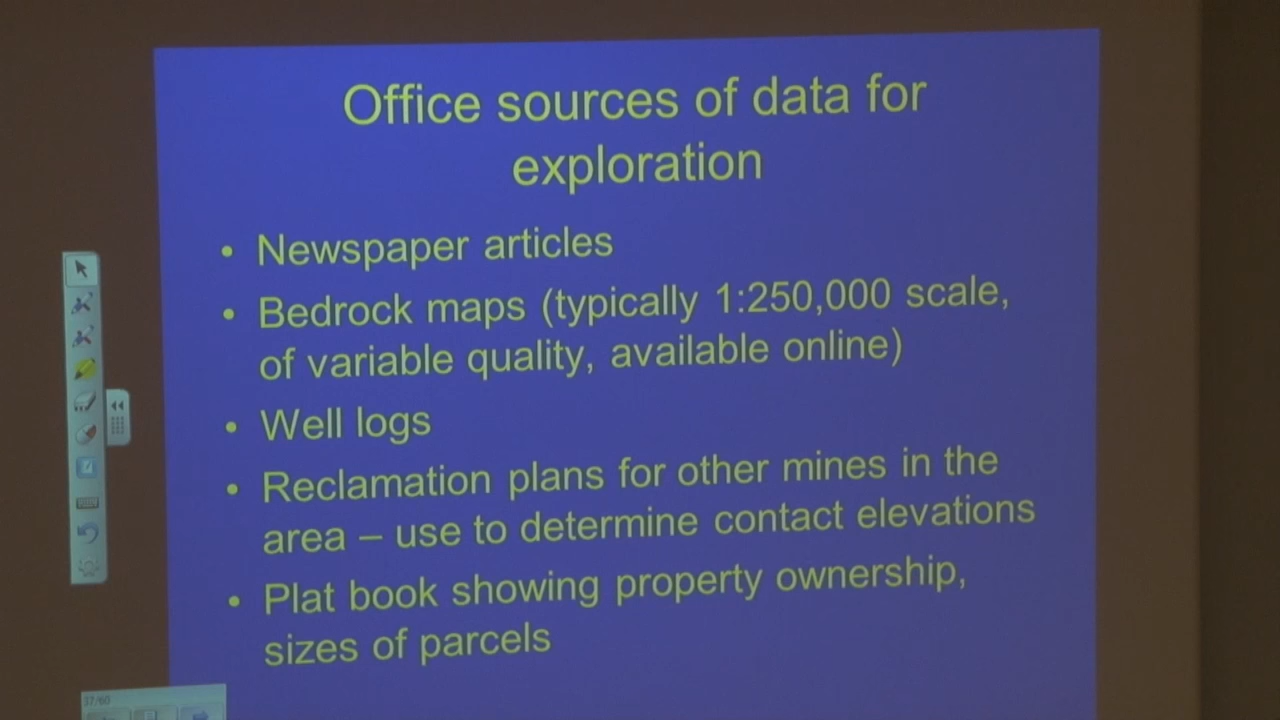 Office sources of data for
exploration
• Newspaper articles
• Bedrock maps (typically 1:250,000 scale,
of variable quality, available online)
• Well logs
• Reclamation plans for other mines in the
area – use to determine contact elevations
• Plat book showing property ownership,
sizes of parcels
37/60